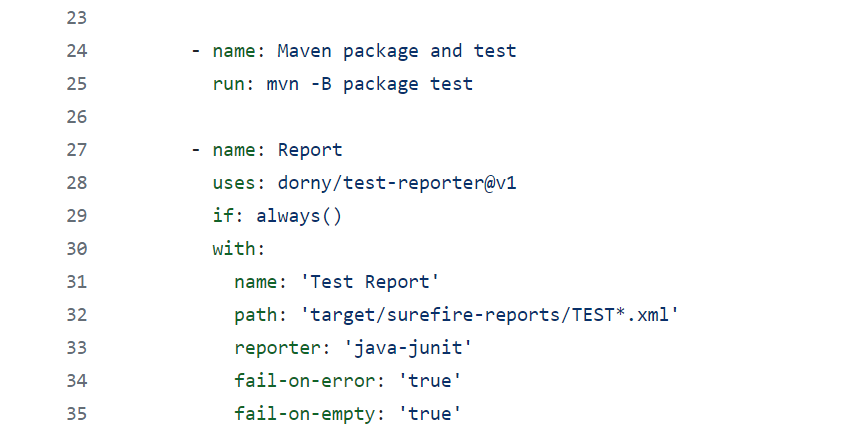 23
24 - name: Maven package and test
25 run: mvn -B package test
26
27 - name: Report
28 uses: dorny/test-reporter@v1
29 if: always()
30 with:
31 name: 'Test Report'
32 path: 'target/surefire-reports/TEST*.xml'
33 reporter: 'java-junit'
34 fail-on-error: 'true'
35 fail-on-empty: 'true'